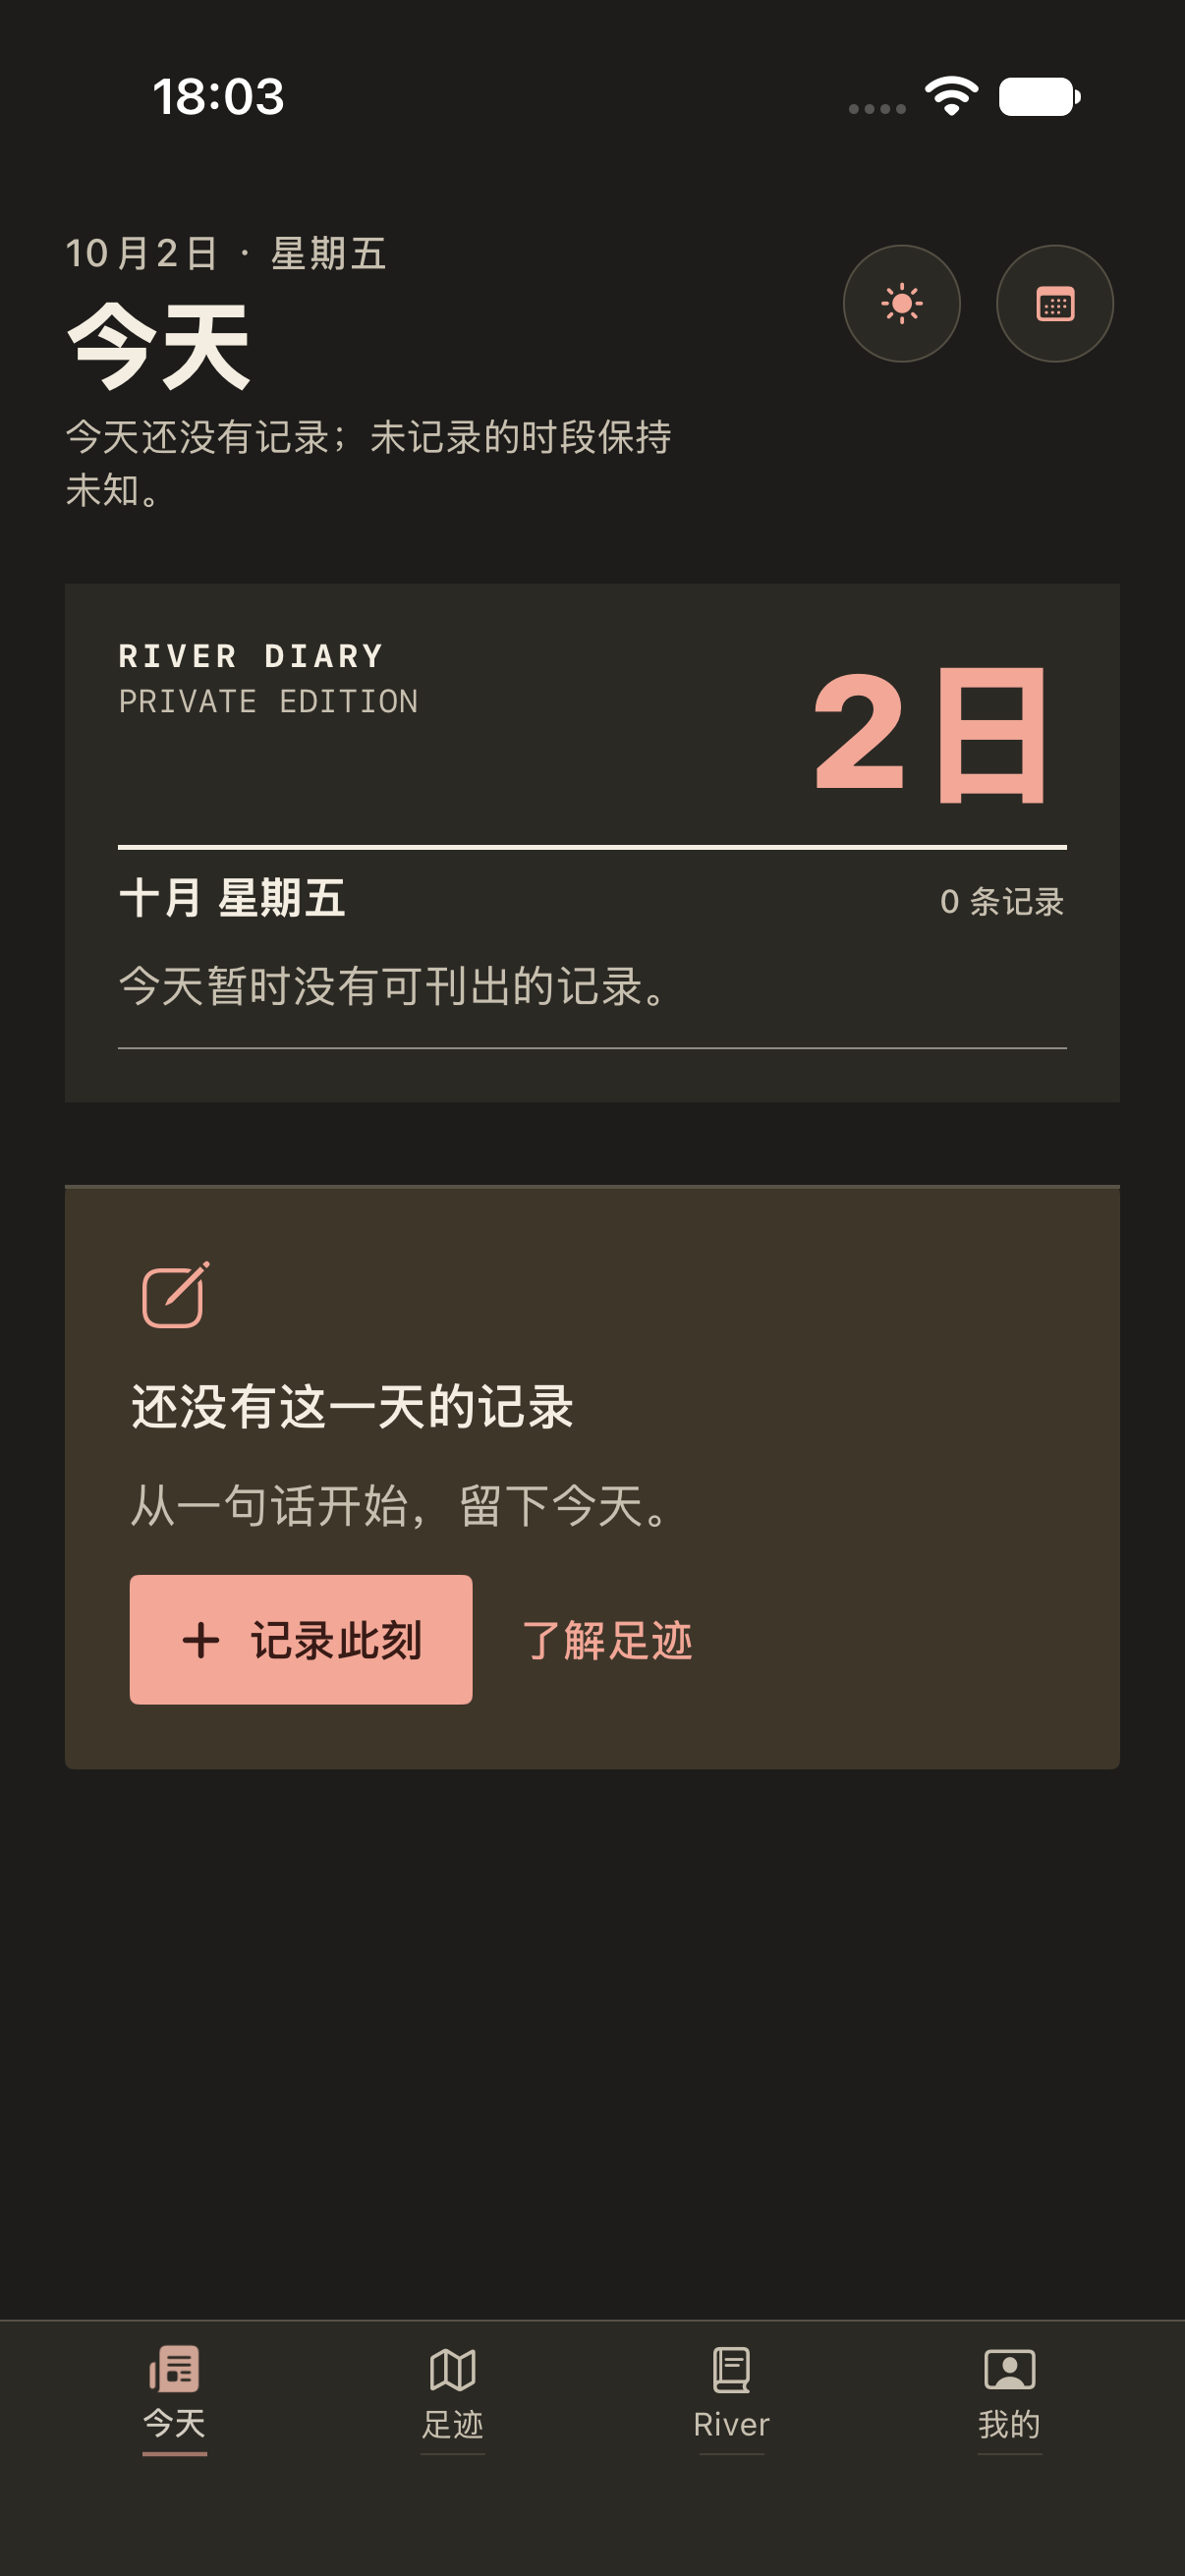 18:03
10月2日 · 星期五
今天
今天还没有记录；未记录的时段保持
未知。
RIVER DIARY
PRIVATE EDITION
2日
十月 星期五
0 条记录
今天暂时没有可刊出的记录。
还没有这一天的记录
从一句话开始，留下今天。
+ 记录此刻
了解足迹
今天
足迹
River
我的